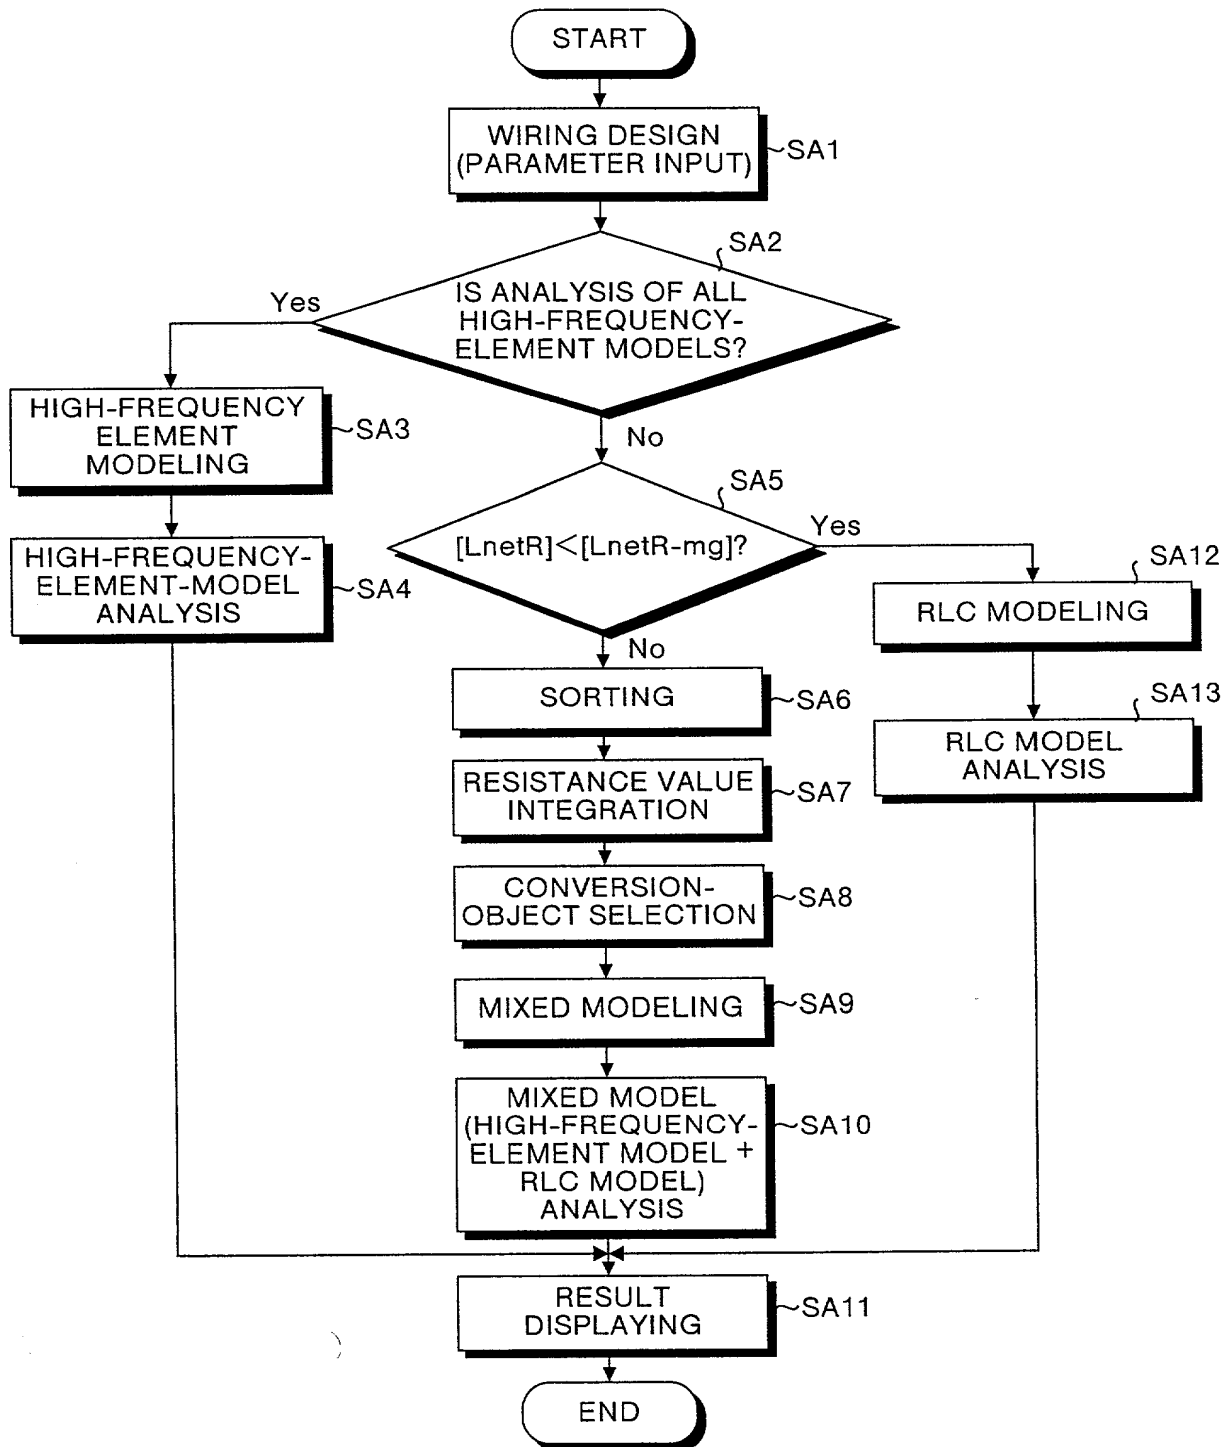 START
WIRING DESIGN
(PARAMETER INPUT)
SA1
SA2
IS ANALYSIS OF ALL
HIGH-FREQUENCY-
ELEMENT MODELS?
Yes
No
HIGH-FREQUENCY
ELEMENT
MODELING
SA3
HIGH-FREQUENCY-
ELEMENT-MODEL
ANALYSIS
SA4
SA5
[LnetR]<[LnetR-mg]?
Yes
No
SA12
RLC MODELING
SA13
RLC MODEL
ANALYSIS
SORTING
SA6
RESISTANCE VALUE
INTEGRATION
SA7
CONVERSION-
OBJECT SELECTION
SA8
MIXED MODELING
SA9
MIXED MODEL
(HIGH-FREQUENCY-
ELEMENT MODEL +
RLC MODEL)
ANALYSIS
SA10
RESULT
DISPLAYING
SA11
END